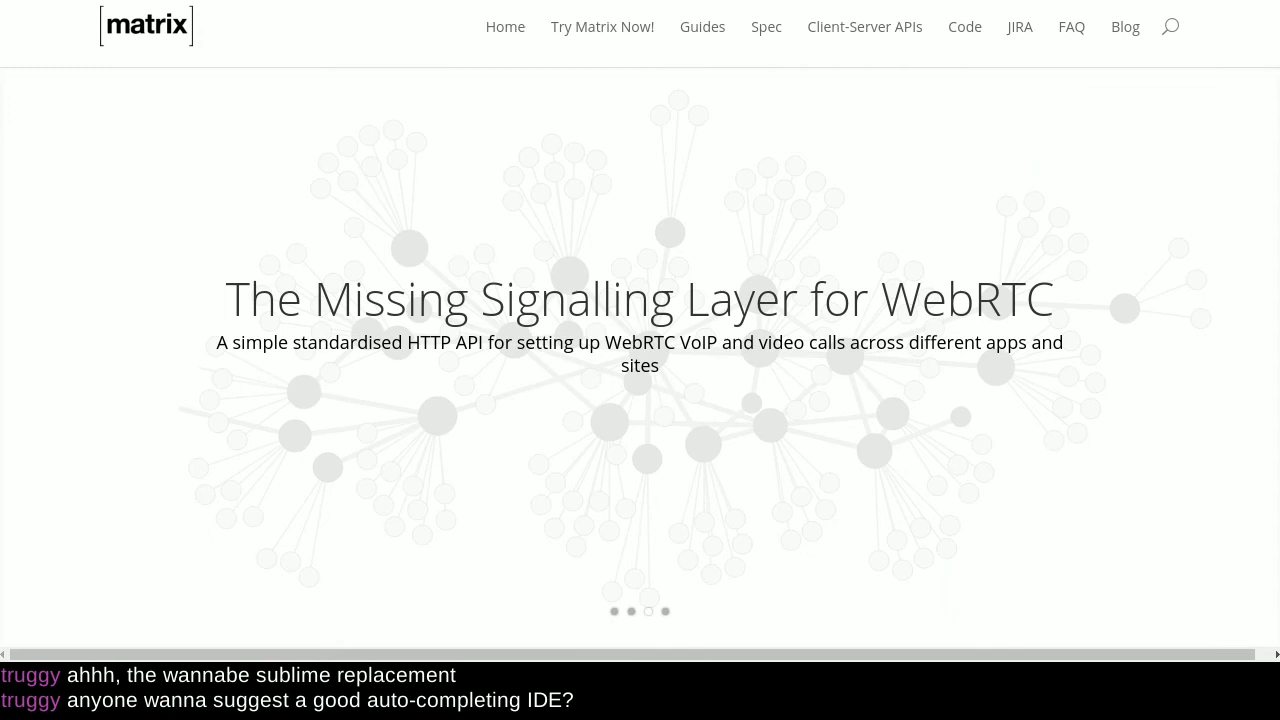 [matrix]
Home Try Matrix Now! Guides Spec Client-Server APIs Code JIRA FAQ Blog
The Missing Signalling Layer for WebRTC
A simple standardised HTTP API for setting up WebRTC VoIP and video calls across different apps and
sites
truggy ahhh, the wannabe sublime replacement
truggy anyone wanna suggest a good auto-completing IDE?